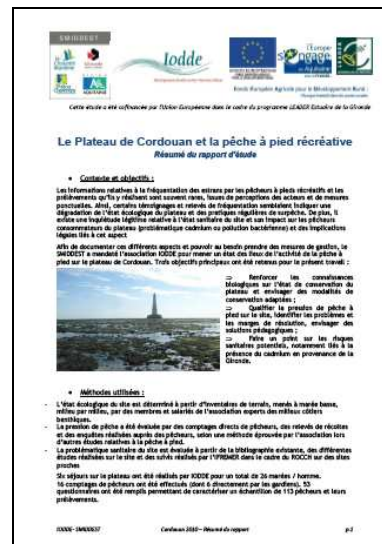 SMIDDEST
Iodde
l'Europe
s'engage
en Aquitaine
AQUITAINE
Fonds Européen Agricole pour le Développement Rural :
Cette étude a été cofinancée par l'Union Européenne dans le cadre du programme LEADER Estuaire de la Gironde
Le Plateau de Cordouan et la pêche à pied récréative
Résumé du rapport d'étude
• Contexte et objectifs :
Les informations relatives à la fréquentation des estrans par les pêcheurs à pieds récréatifs et les
prélèvements qu'ils y réalisent sont souvent rares, issues de perceptions des acteurs et de mesures
ponctuelles. Ainsi, certains témoignages et relevés de fréquentation semblaient indiquer une
dégradation de l'état écologique du plateau et des pratiques régulières de surpêche. De plus, il
existe une inquiétude légitime relative à l'état sanitaire du site et son impact sur les pêcheurs
consommateurs du plateau (problématique cadmium ou pollution bactérienne) et des implications
légales liés à cet aspect
Afin de documenter ces différents aspects et pouvoir au besoin prendre des mesures de gestion, le
SMIDDEST a mandaté l'association IODDE pour mener un état des lieux de l'activité de la pêche à
pied sur le plateau de Cordouan. Trois objectifs principaux ont été retenus pour le présent travail :
⇒ Renforcer les connaissances
biologiques sur l'état de conservation du
plateau et envisager des modalités de
conservation adaptées ;
⇒ Qualifier la pression de pêche à
pied sur le site, identifier les problèmes et
les marges de résolution, envisager des
solutions pédagogiques ;
⇒ Faire un point sur les risques
sanitaires potentiels, notamment liés à la
présence du cadmium en provenance de la
Gironde.
• Méthodes utilisées :
- L'état écologique du site est déterminé à partir d'inventaires de terrain, menés à marée basse,
milieu par milieu, par des membres et salariés de l'association experts des milieux côtiers
benthiques.
- La pression de pêche a été évaluée par des comptages directs de pêcheurs, des relevés de récoltes
et des enquêtes réalisées auprès des pêcheurs, selon une méthode éprouvée par l'association lors
d'autres études relatives à la pêche à pied.
- La problématique sanitaire du site est évaluée à partir de la bibliographie existante, des différentes
études réalisées sur le site et des suivis réalisés par l'IFREMER dans le cadre du ROCCH sur des sites
proches
Six séjours sur le plateau ont été réalisés par IODDE pour un total de 26 marées / homme.
16 comptages de pêcheurs ont été effectués (dont 6 directement par les gardiens). 53
questionnaires ont été remplis permettant de caractériser un échantillon de 113 pêcheurs et leurs
prélèvements.
IODDE- SMIDDEST
Cordouan 2010 – Résumé du rapport
p.1